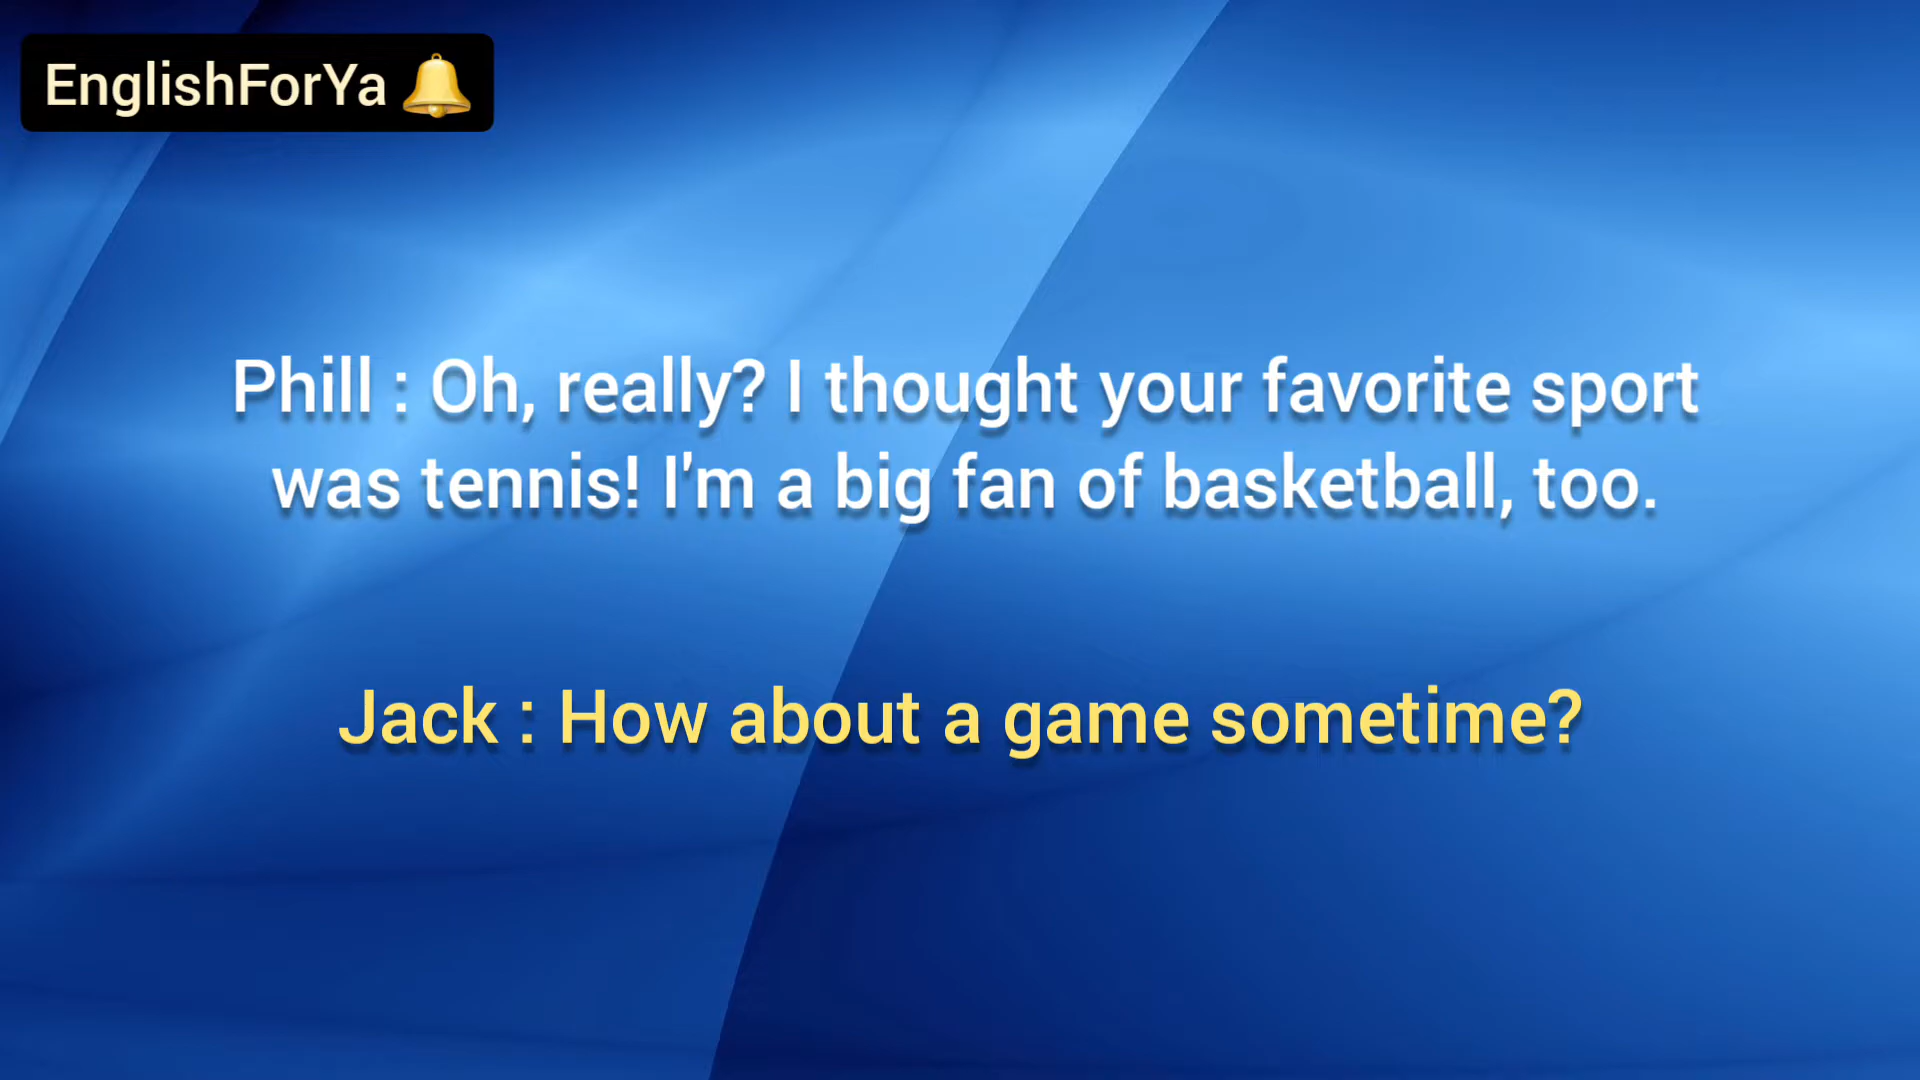 EnglishForYa
Phill : Oh, really? I thought your favorite sport
was tennis! I'm a big fan of basketball, too.
Jack : How about a game sometime?